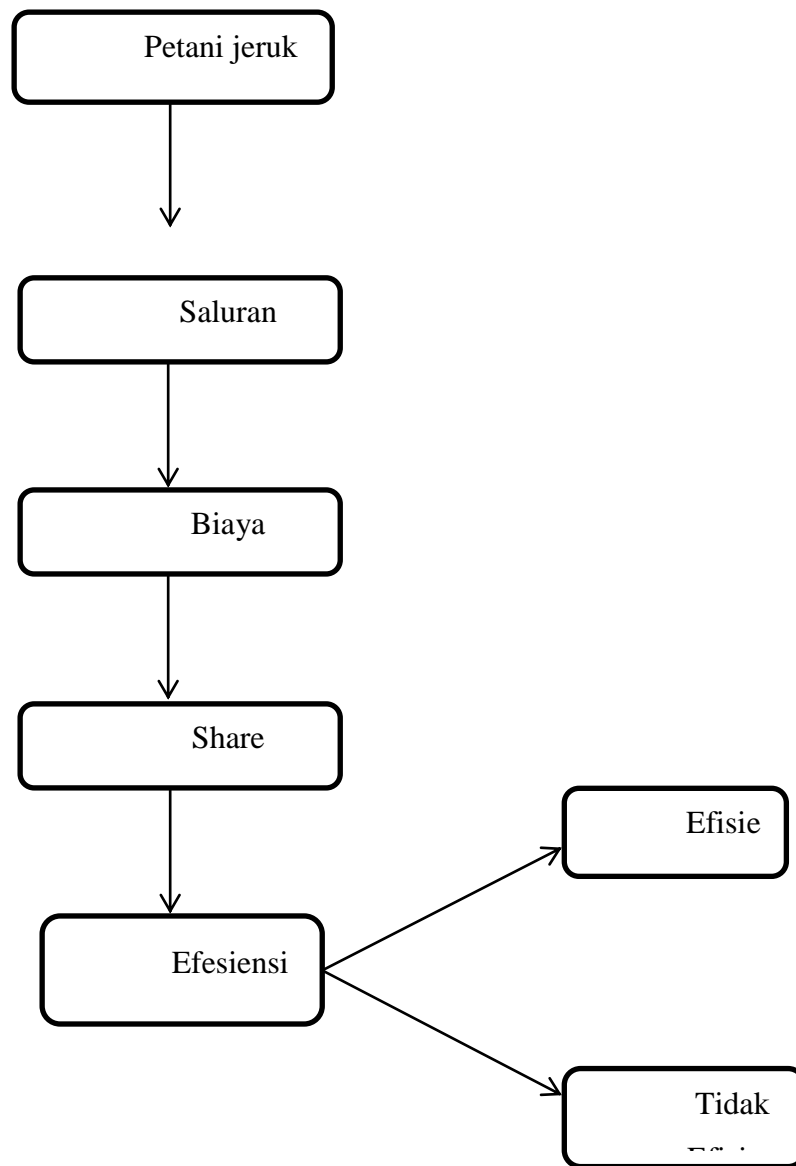 Petani jeruk
Saluran
Biaya
Share
Efisie
Efesiensi
Tidak